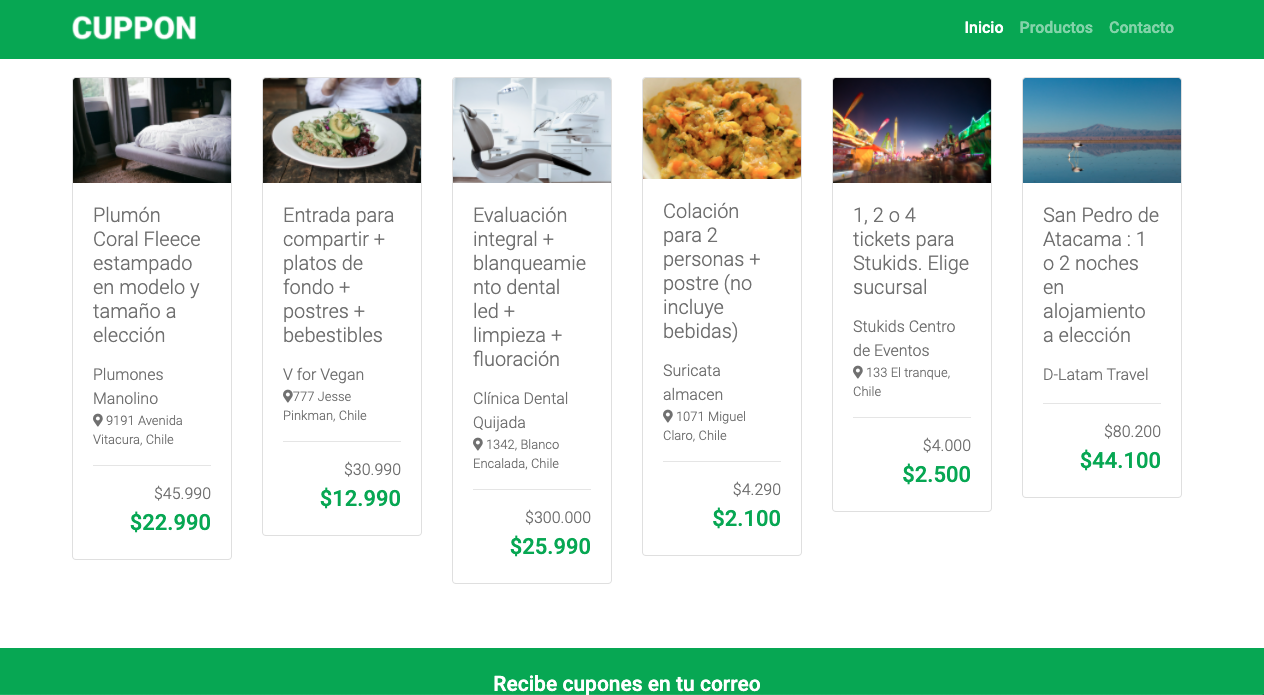 CUPPON
Inicio
Productos
Contacto
Plumón
Coral Fleece
estampado
en modelo y
tamaño a
elección
Plumones
Manolino
9191 Avenida
Vitacura, Chile
$45.990
$22.990
Entrada para
compartir +
platos de
fondo +
postres +
bebestibles
V for Vegan
777 Jesse
Pinkman, Chile
$30.990
$12.990
Evaluación
integral +
blanqueamie
nto dental
led +
limpieza +
fluoración
Clínica Dental
Quijada
1342, Blanco
Encalada, Chile
$300.000
$25.990
Colación
para 2
personas +
postre (no
incluye
bebidas)
Suricata
almacen
1071 Miguel
Claro, Chile
$4.290
$2.100
1, 2 o 4
tickets para
Stukids. Elige
sucursal
Stukids Centro
de Eventos
133 El tranque,
Chile
$4.000
$2.500
San Pedro de
Atacama : 1
o 2 noches
en
alojamiento
a elección
D-Latam Travel
$80.200
$44.100
Recibe cupones en tu correo